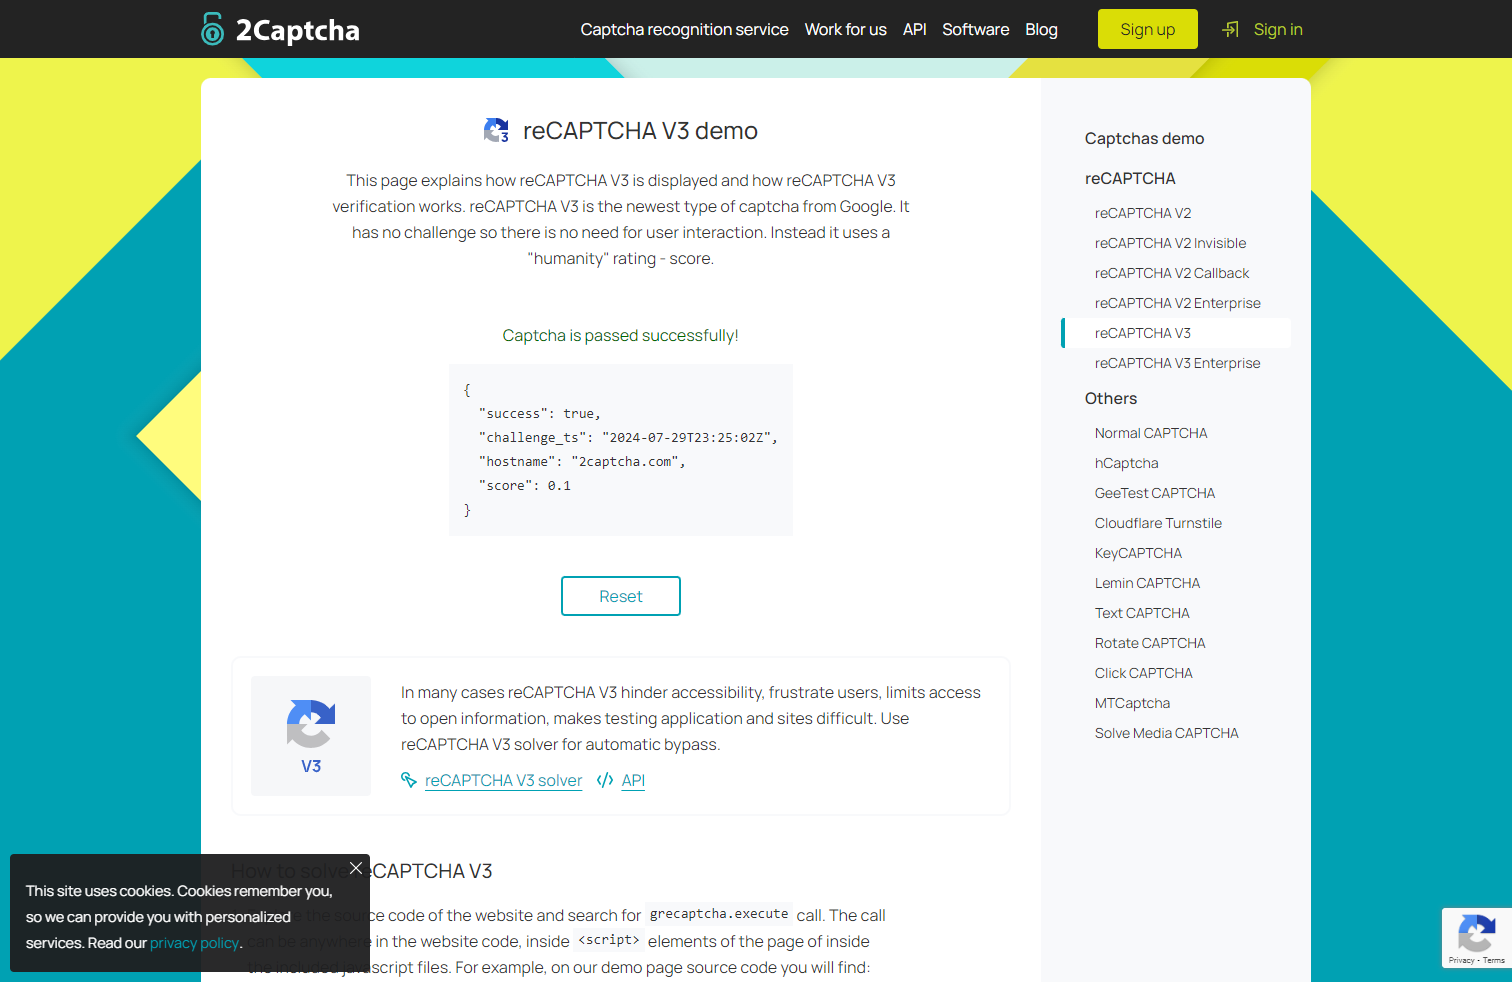 2Captcha
Captcha recognition service
Work for us
API
Software
Blog
Sign up
Sign in
reCAPTCHA V3 demo
This page explains how reCAPTCHA V3 is displayed and how reCAPTCHA V3
verification works. reCAPTCHA V3 is the newest type of captcha from Google. It
has no challenge so there is no need for user interaction. Instead it uses a
"humanity" rating - score.
Captcha is passed successfully!
{
"success": true,
"challenge_ts": "2024-07-29T23:25:02Z",
"hostname": "2captcha.com",
"score": 0.1
}
Reset
V3
In many cases reCAPTCHA V3 hinder accessibility, frustrate users, limits access
to open information, makes testing application and sites difficult. Use
reCAPTCHA V3 solver for automatic bypass.
reCAPTCHA V3 solver
API
How to solve reCAPTCHA V3
the source code of the website and search for grecaptcha.execute call. The call
can be anywhere in the website code, inside <script> elements of the page of inside
the included javascript files. For example, on our demo page source code you will find:
Captchas demo
reCAPTCHA
reCAPTCHA V2
reCAPTCHA V2 Invisible
reCAPTCHA V2 Callback
reCAPTCHA V2 Enterprise
reCAPTCHA V3
reCAPTCHA V3 Enterprise
Others
Normal CAPTCHA
hCaptcha
GeeTest CAPTCHA
Cloudflare Turnstile
KeyCAPTCHA
Lemin CAPTCHA
Text CAPTCHA
Rotate CAPTCHA
Click CAPTCHA
MTCaptcha
Solve Media CAPTCHA
This site uses cookies. Cookies remember you,
so we can provide you with personalized
services. Read our privacy policy.
Privacy - Terms